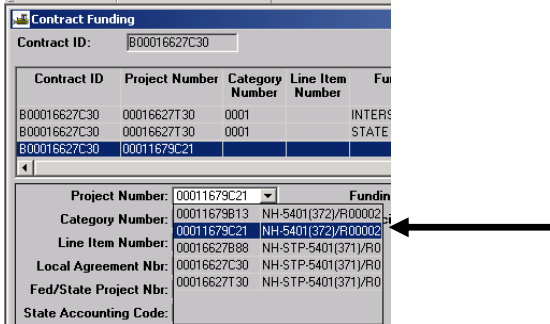 Contract Funding
Contract ID: B00016627C30
Contract ID Project Number Category Number Line Item Number Fu
B00016627C30 00016627T30 0001 INTERS
B00016627C30 00016627T30 0001 STATE
B00016627C30 00011679C21
Project Number: 00011679C21 Fundin
Category Number: 00011679B13 NH-5401(372)/R00002
00011679C21 NH-5401(372)/R00002
Line Item Number: 00016627B88 NH-STP-5401(371)/R0
Local Agreement Nbr: 00016627C30 NH-STP-5401(371)/R0
Fed/State Project Nbr: 00016627T30 NH-STP-5401(371)/R0
State Accounting Code: